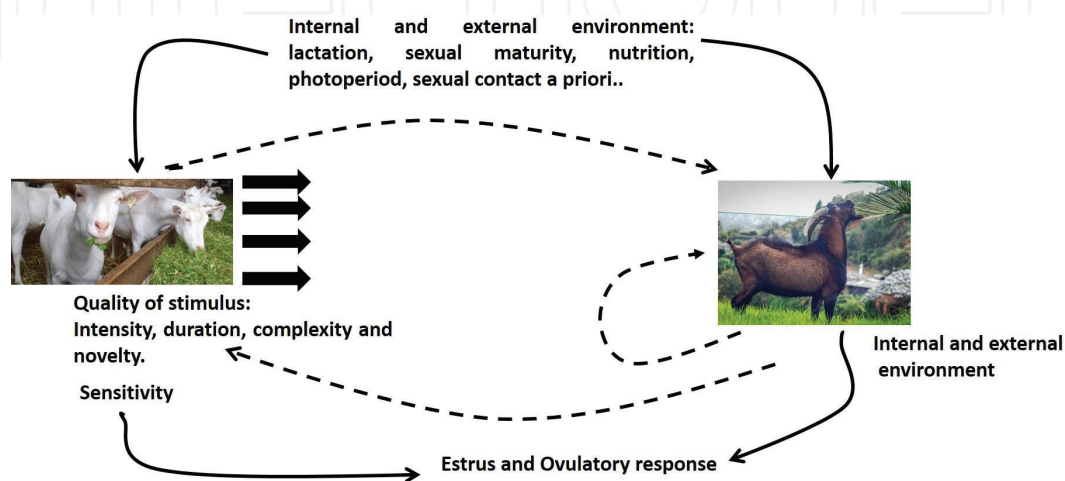 Internal and external environment:
lactation, sexual maturity, nutrition,
photoperiod, sexual contact a priori..
Quality of stimulus:
Intensity, duration, complexity and
novelty.
Sensitivity
Internal and external
environment
Estrus and Ovulatory response